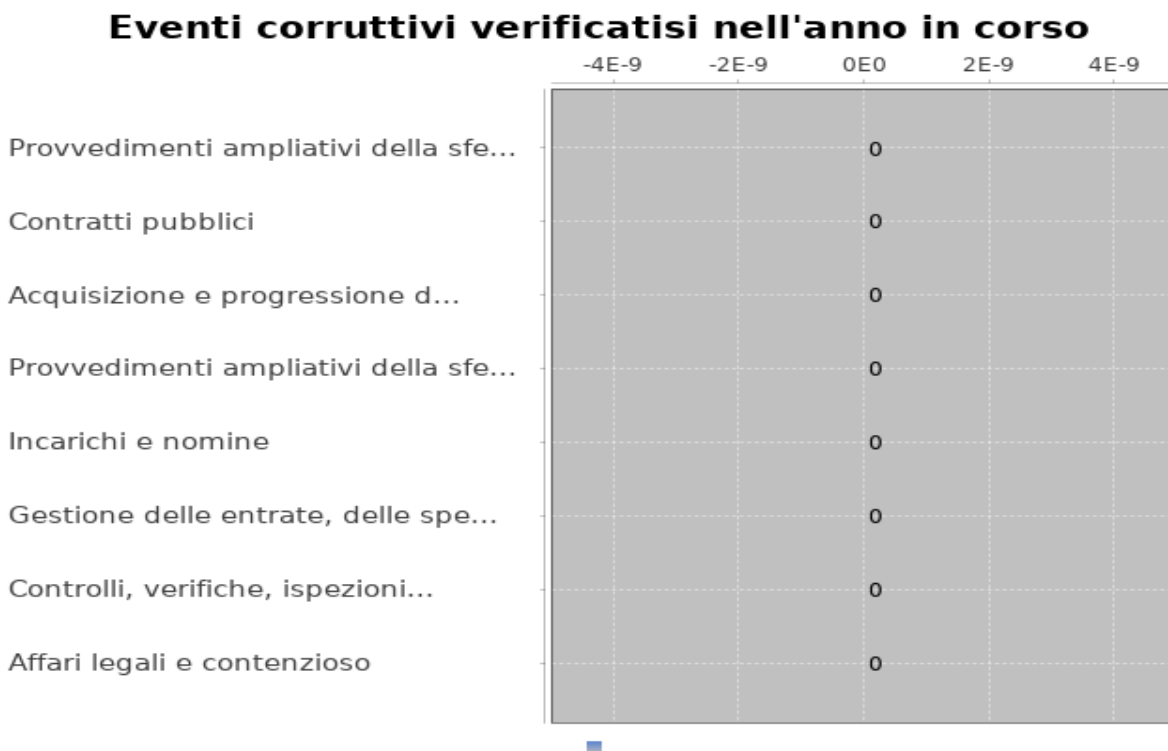 Eventi corruttivi verificatisi nell'anno in corso
-4E-9 -2E-9 0E0 2E-9 4E-9
Provvedimenti ampliativi della sfe... 0
Contratti pubblici 0
Acquisizione e progressione d... 0
Provvedimenti ampliativi della sfe... 0
Incarichi e nomine 0
Gestione delle entrate, delle spe... 0
Controlli, verifiche, ispezioni... 0
Affari legali e contenzioso 0